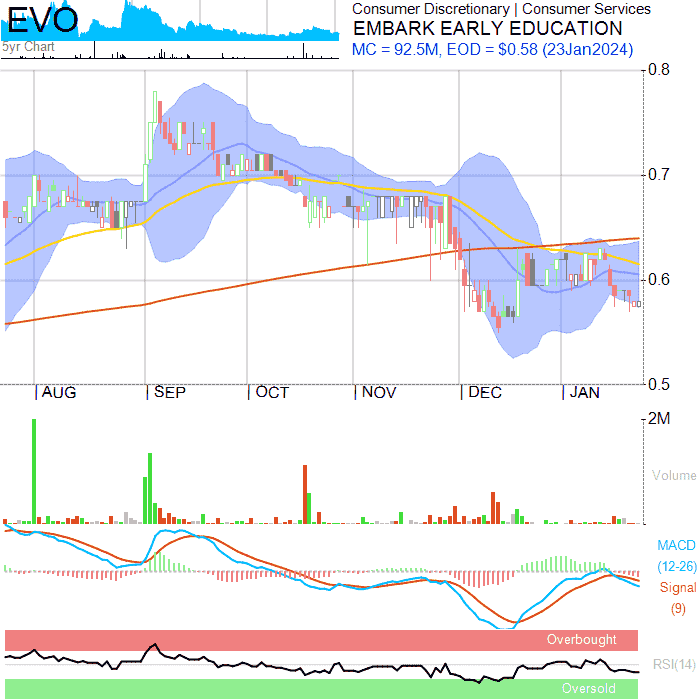 EVO
5yr Chart
Consumer Discretionary | Consumer Services
EMBARK EARLY EDUCATION
MC = 92.5M, EOD = $0.58 (23Jan2024)
0.8
0.7
0.6
0.5
| AUG | SEP | OCT | NOV | DEC | JAN
2M
Volume
MACD
(12-26)
Signal
(9)
Overbought
RSI(14)
Oversold